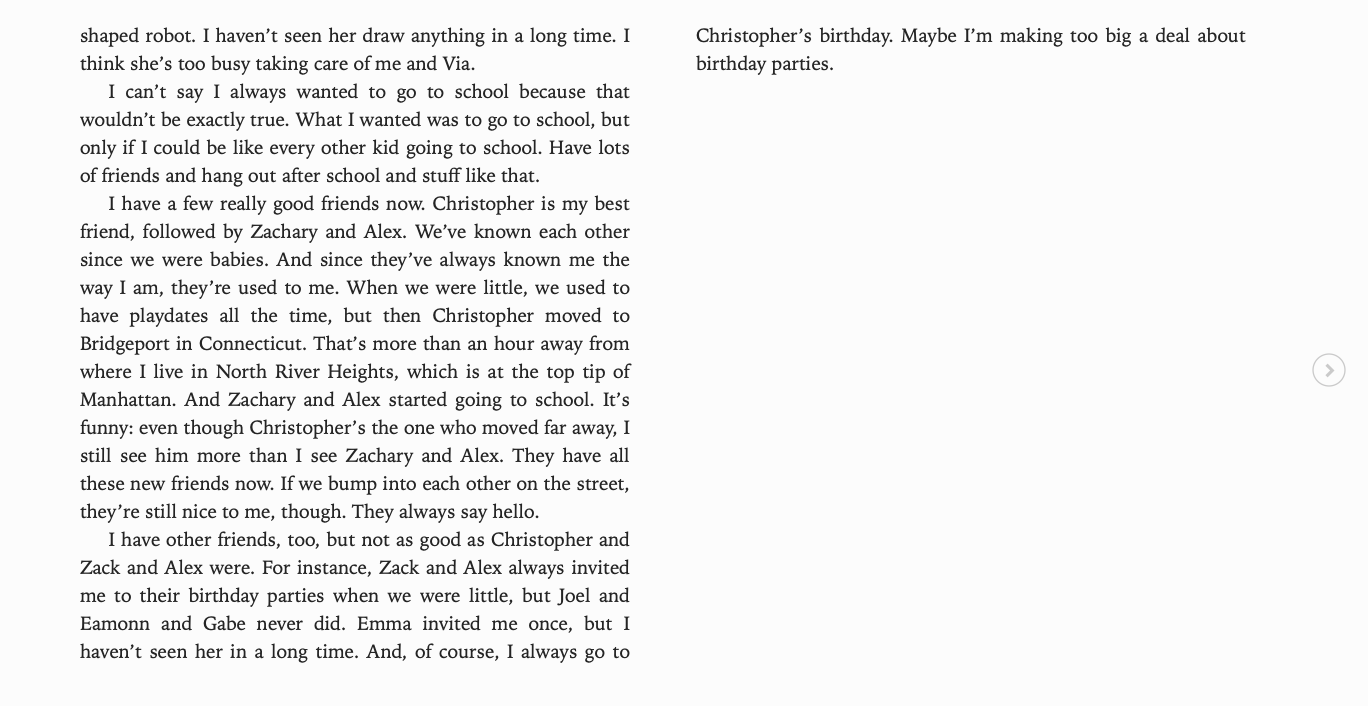 shaped robot. I haven’t seen her draw anything in a long time. I
think she’s too busy taking care of me and Via.
I can’t say I always wanted to go to school because that
wouldn’t be exactly true. What I wanted was to go to school, but
only if I could be like every other kid going to school. Have lots
of friends and hang out after school and stuff like that.
I have a few really good friends now. Christopher is my best
friend, followed by Zachary and Alex. We’ve known each other
since we were babies. And since they’ve always known me the
way I am, they’re used to me. When we were little, we used to
have playdates all the time, but then Christopher moved to
Bridgeport in Connecticut. That’s more than an hour away from
where I live in North River Heights, which is at the top tip of
Manhattan. And Zachary and Alex started going to school. It’s
funny: even though Christopher’s the one who moved far away, I
still see him more than I see Zachary and Alex. They have all
these new friends now. If we bump into each other on the street,
they’re still nice to me, though. They always say hello.
I have other friends, too, but not as good as Christopher and
Zack and Alex were. For instance, Zack and Alex always invited
me to their birthday parties when we were little, but Joel and
Eamonn and Gabe never did. Emma invited me once, but I
haven’t seen her in a long time. And, of course, I always go to
Christopher’s birthday. Maybe I’m making too big a deal about
birthday parties.